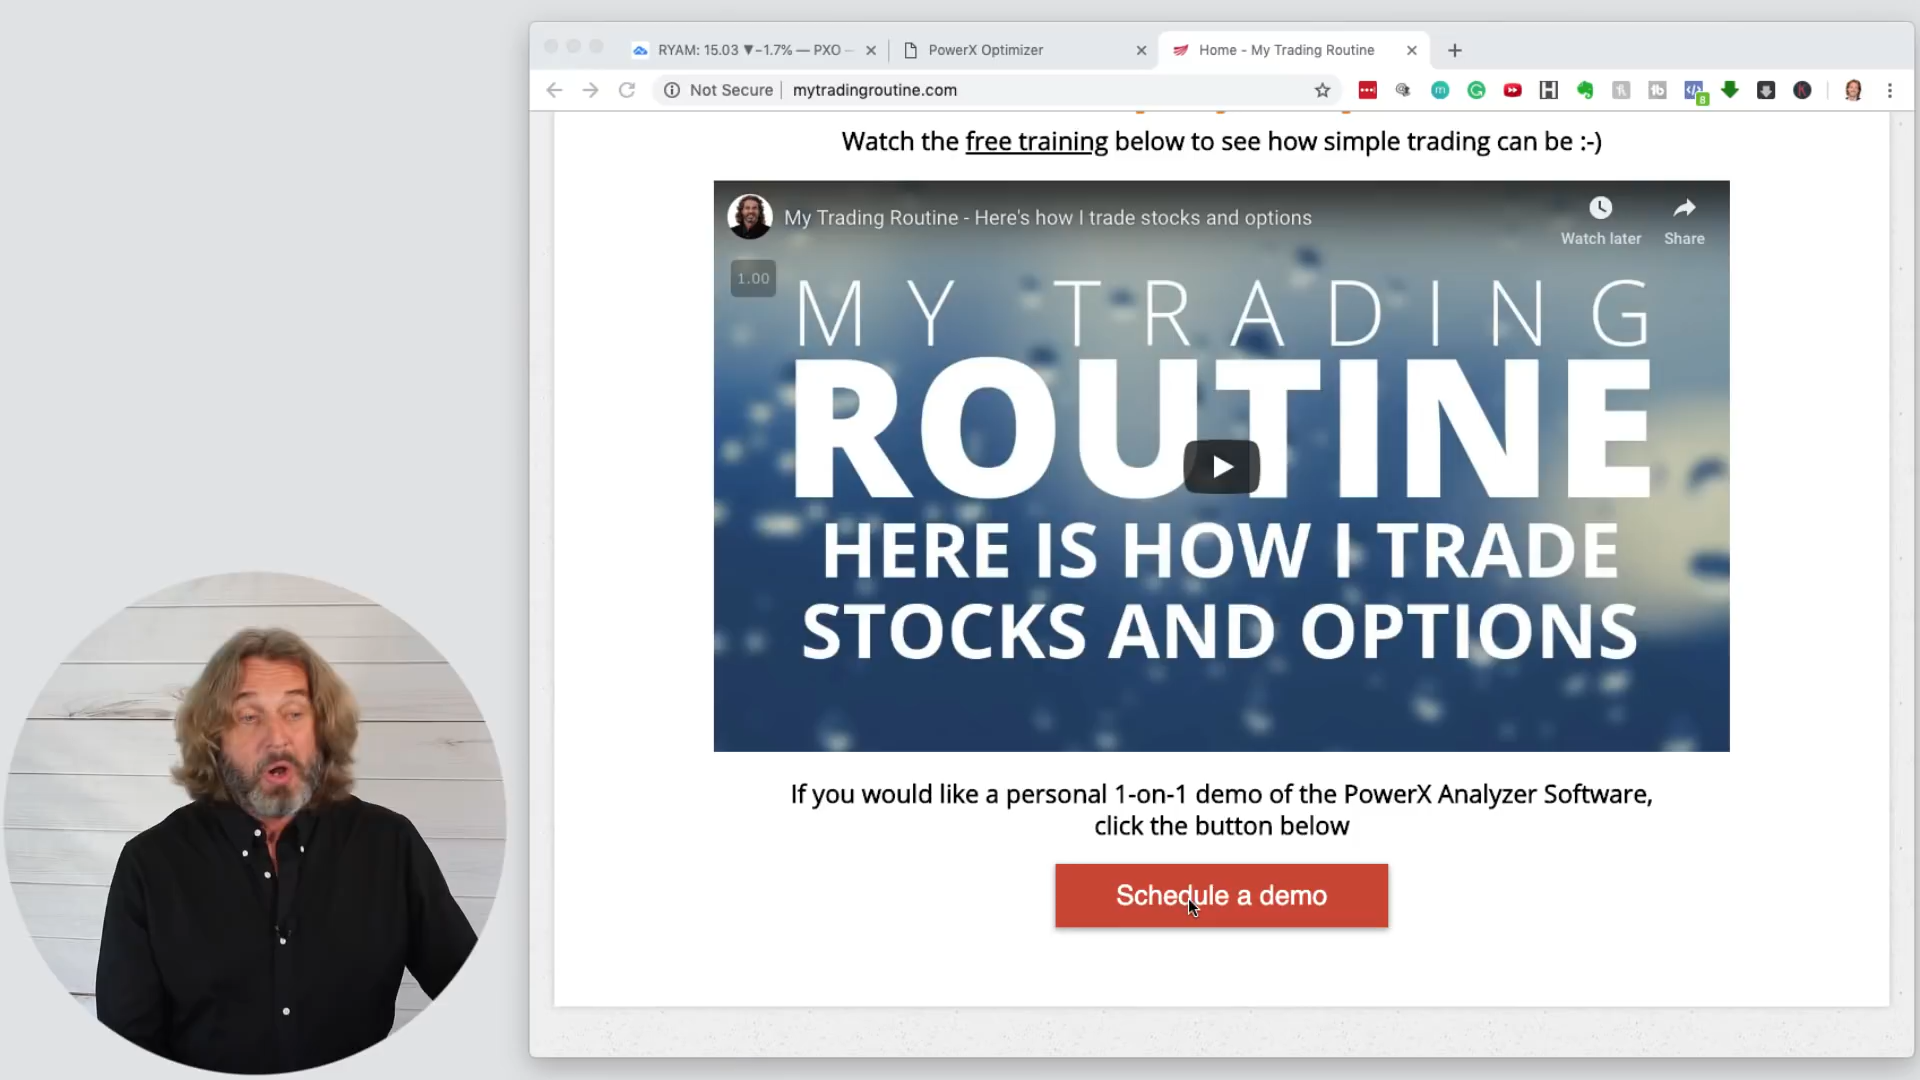 RYAM: 15.03 ▼−1.7% — PXO
PowerX Optimizer
Home - My Trading Routine
Not Secure
mytradingroutine.com
8
Watch the free training below to see how simple trading can be :-)
My Trading Routine - Here's how I trade stocks and options
Watch later
Share
1.00
MY TRADING
ROUTINE
HERE IS HOW I TRADE
STOCKS AND OPTIONS
If you would like a personal 1-on-1 demo of the PowerX Analyzer Software,
click the button below
Schedule a demo